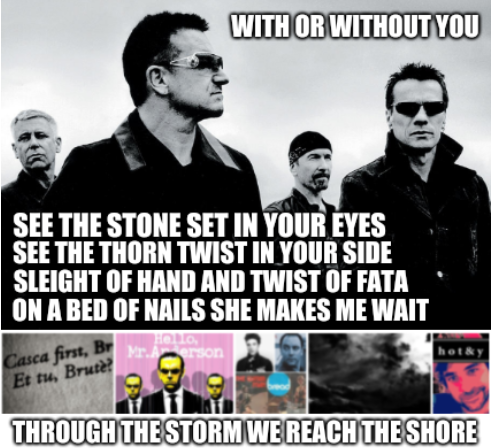 WITH OR WITHOUT YOU
SEE THE STONE SET IN YOUR EYES
SEE THE THORN TWIST IN YOUR SIDE
SLEIGHT OF HAND AND TWIST OF FATA
ON A BED OF NAILS SHE MAKES ME WAIT
Casca first, Br
Et tu, Brute?
Hello,
Mr. Anderson
bread
hot&y
THROUGH THE STORM WE REACH THE SHORE